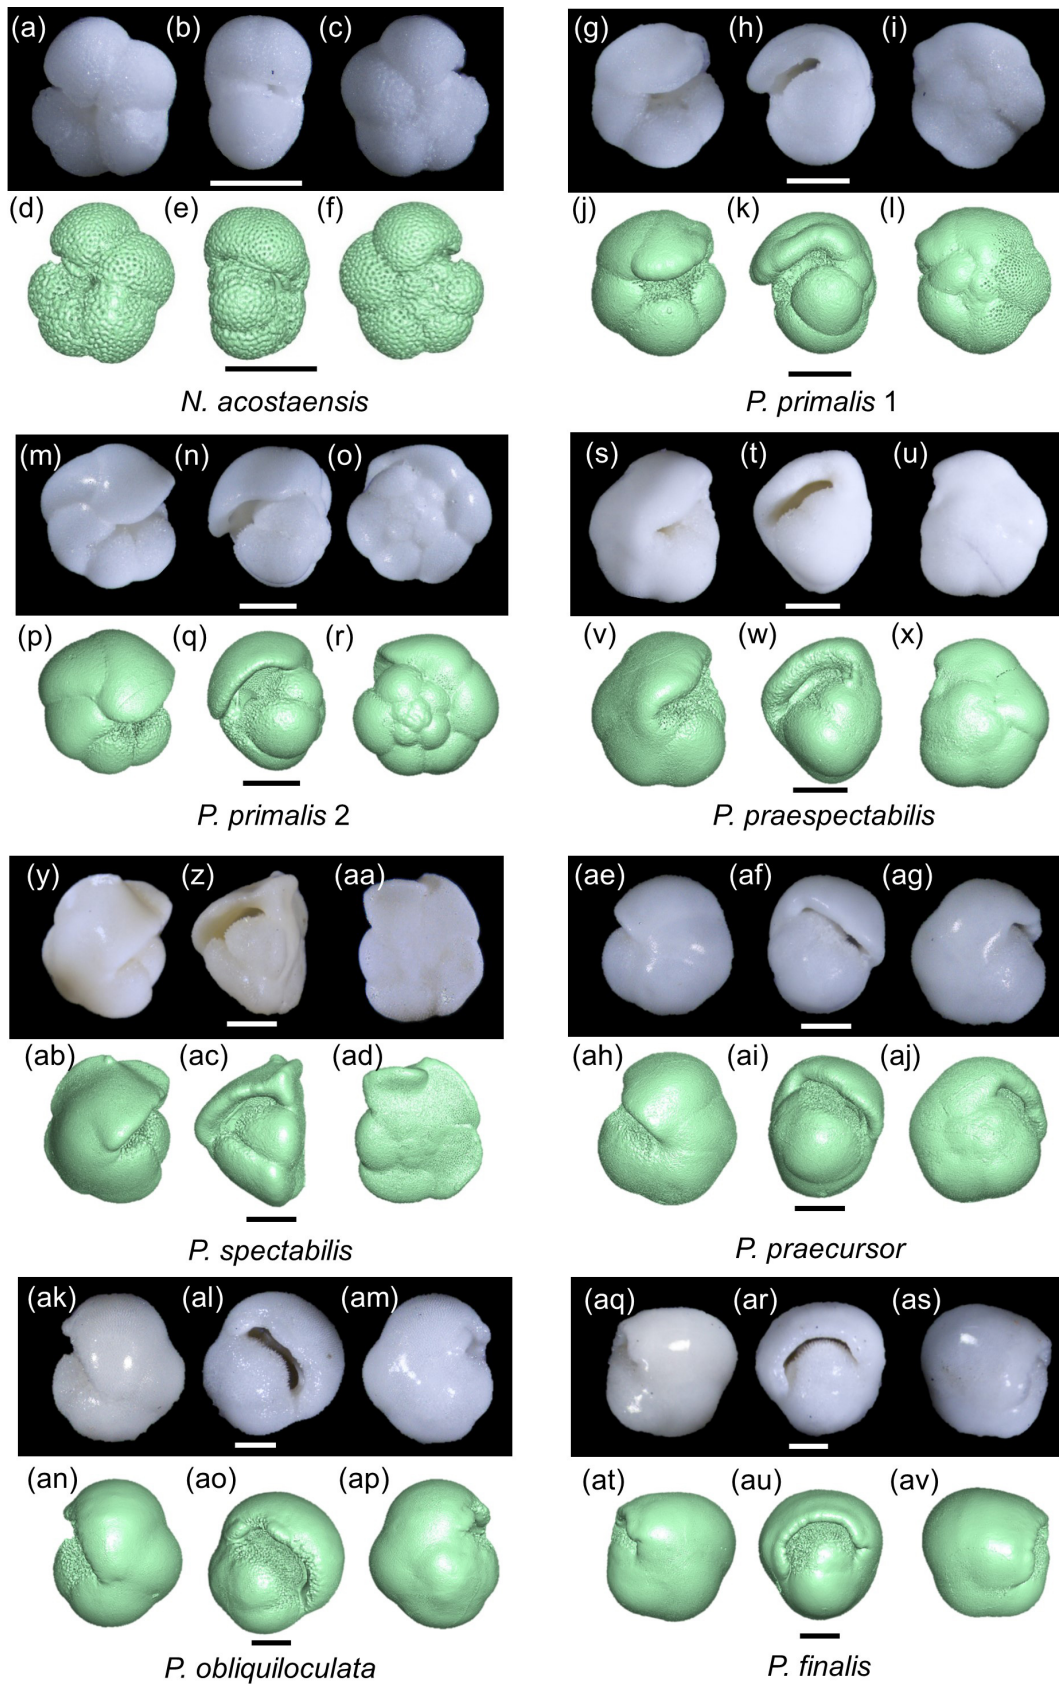 (a) (b) (c)
(d) (e) (f)
N. acostaensis
(g) (h) (i)
(j) (k) (l)
P. primalis 1
(m) (n) (o)
(p) (q) (r)
P. primalis 2
(s) (t) (u)
(v) (w) (x)
P. praespectabilis
(y) (z) (aa)
(ab) (ac) (ad)
P. spectabilis
(ae) (af) (ag)
(ah) (ai) (aj)
P. praecursor
(ak) (al) (am)
(an) (ao) (ap)
P. obliquiloculata
(aq) (ar) (as)
(at) (au) (av)
P. finalis